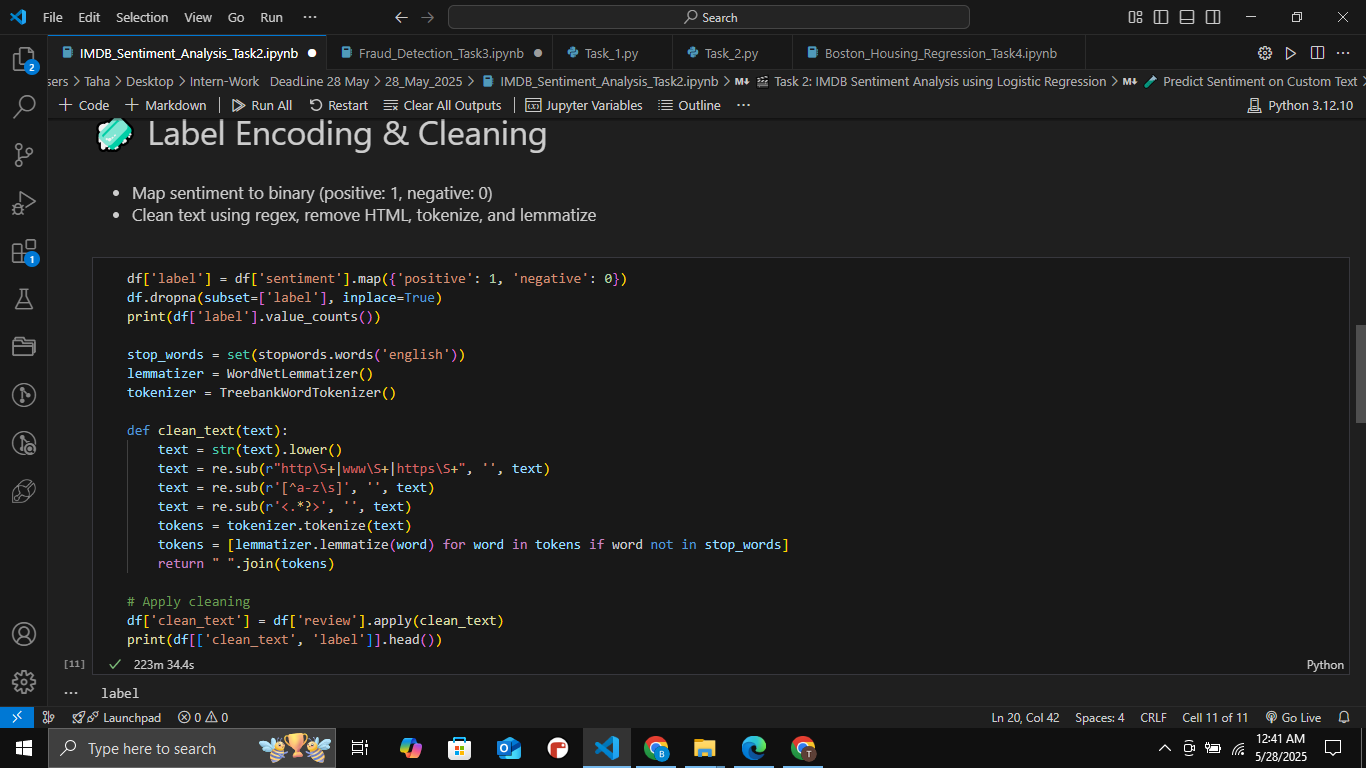 File Edit Selection View Go Run ··· Search
IMDB_Sentiment_Analysis_Task2.ipynb Fraud_Detection_Task3.ipynb Task_1.py Task_2.py Boston_Housing_Regression_Task4.ipynb
sers > Taha > Desktop > Intern-Work DeadLine 28 May > 28_May_2025 > IMDB_Sentiment_Analysis_Task2.ipynb > M↓ Task 2: IMDB Sentiment Analysis using Logistic Regression > M↓ Predict Sentiment on Custom Text >
+ Code + Markdown | Run All Restart Clear All Outputs | Jupyter Variables Outline ··· Python 3.12.10
Label Encoding & Cleaning
• Map sentiment to binary (positive: 1, negative: 0)
• Clean text using regex, remove HTML, tokenize, and lemmatize
df['label'] = df['sentiment'].map({'positive': 1, 'negative': 0})
df.dropna(subset=['label'], inplace=True)
print(df['label'].value_counts())
stop_words = set(stopwords.words('english'))
lemmatizer = WordNetLemmatizer()
tokenizer = TreebankWordTokenizer()
def clean_text(text):
    text = str(text).lower()
    text = re.sub(r"http\S+|www\S+|https\S+", '', text)
    text = re.sub(r'[^a-z\s]', '', text)
    text = re.sub(r'<.*?>', '', text)
    tokens = tokenizer.tokenize(text)
    tokens = [lemmatizer.lemmatize(word) for word in tokens if word not in stop_words]
    return " ".join(tokens)
# Apply cleaning
df['clean_text'] = df['review'].apply(clean_text)
print(df[['clean_text', 'label']].head())
[11] ✓ 223m 34.4s Python
··· label
2
1
Launchpad 0 0 Ln 20, Col 42 Spaces: 4 CRLF Cell 11 of 11 Go Live
Type here to search 12:41 AM
5/28/2025